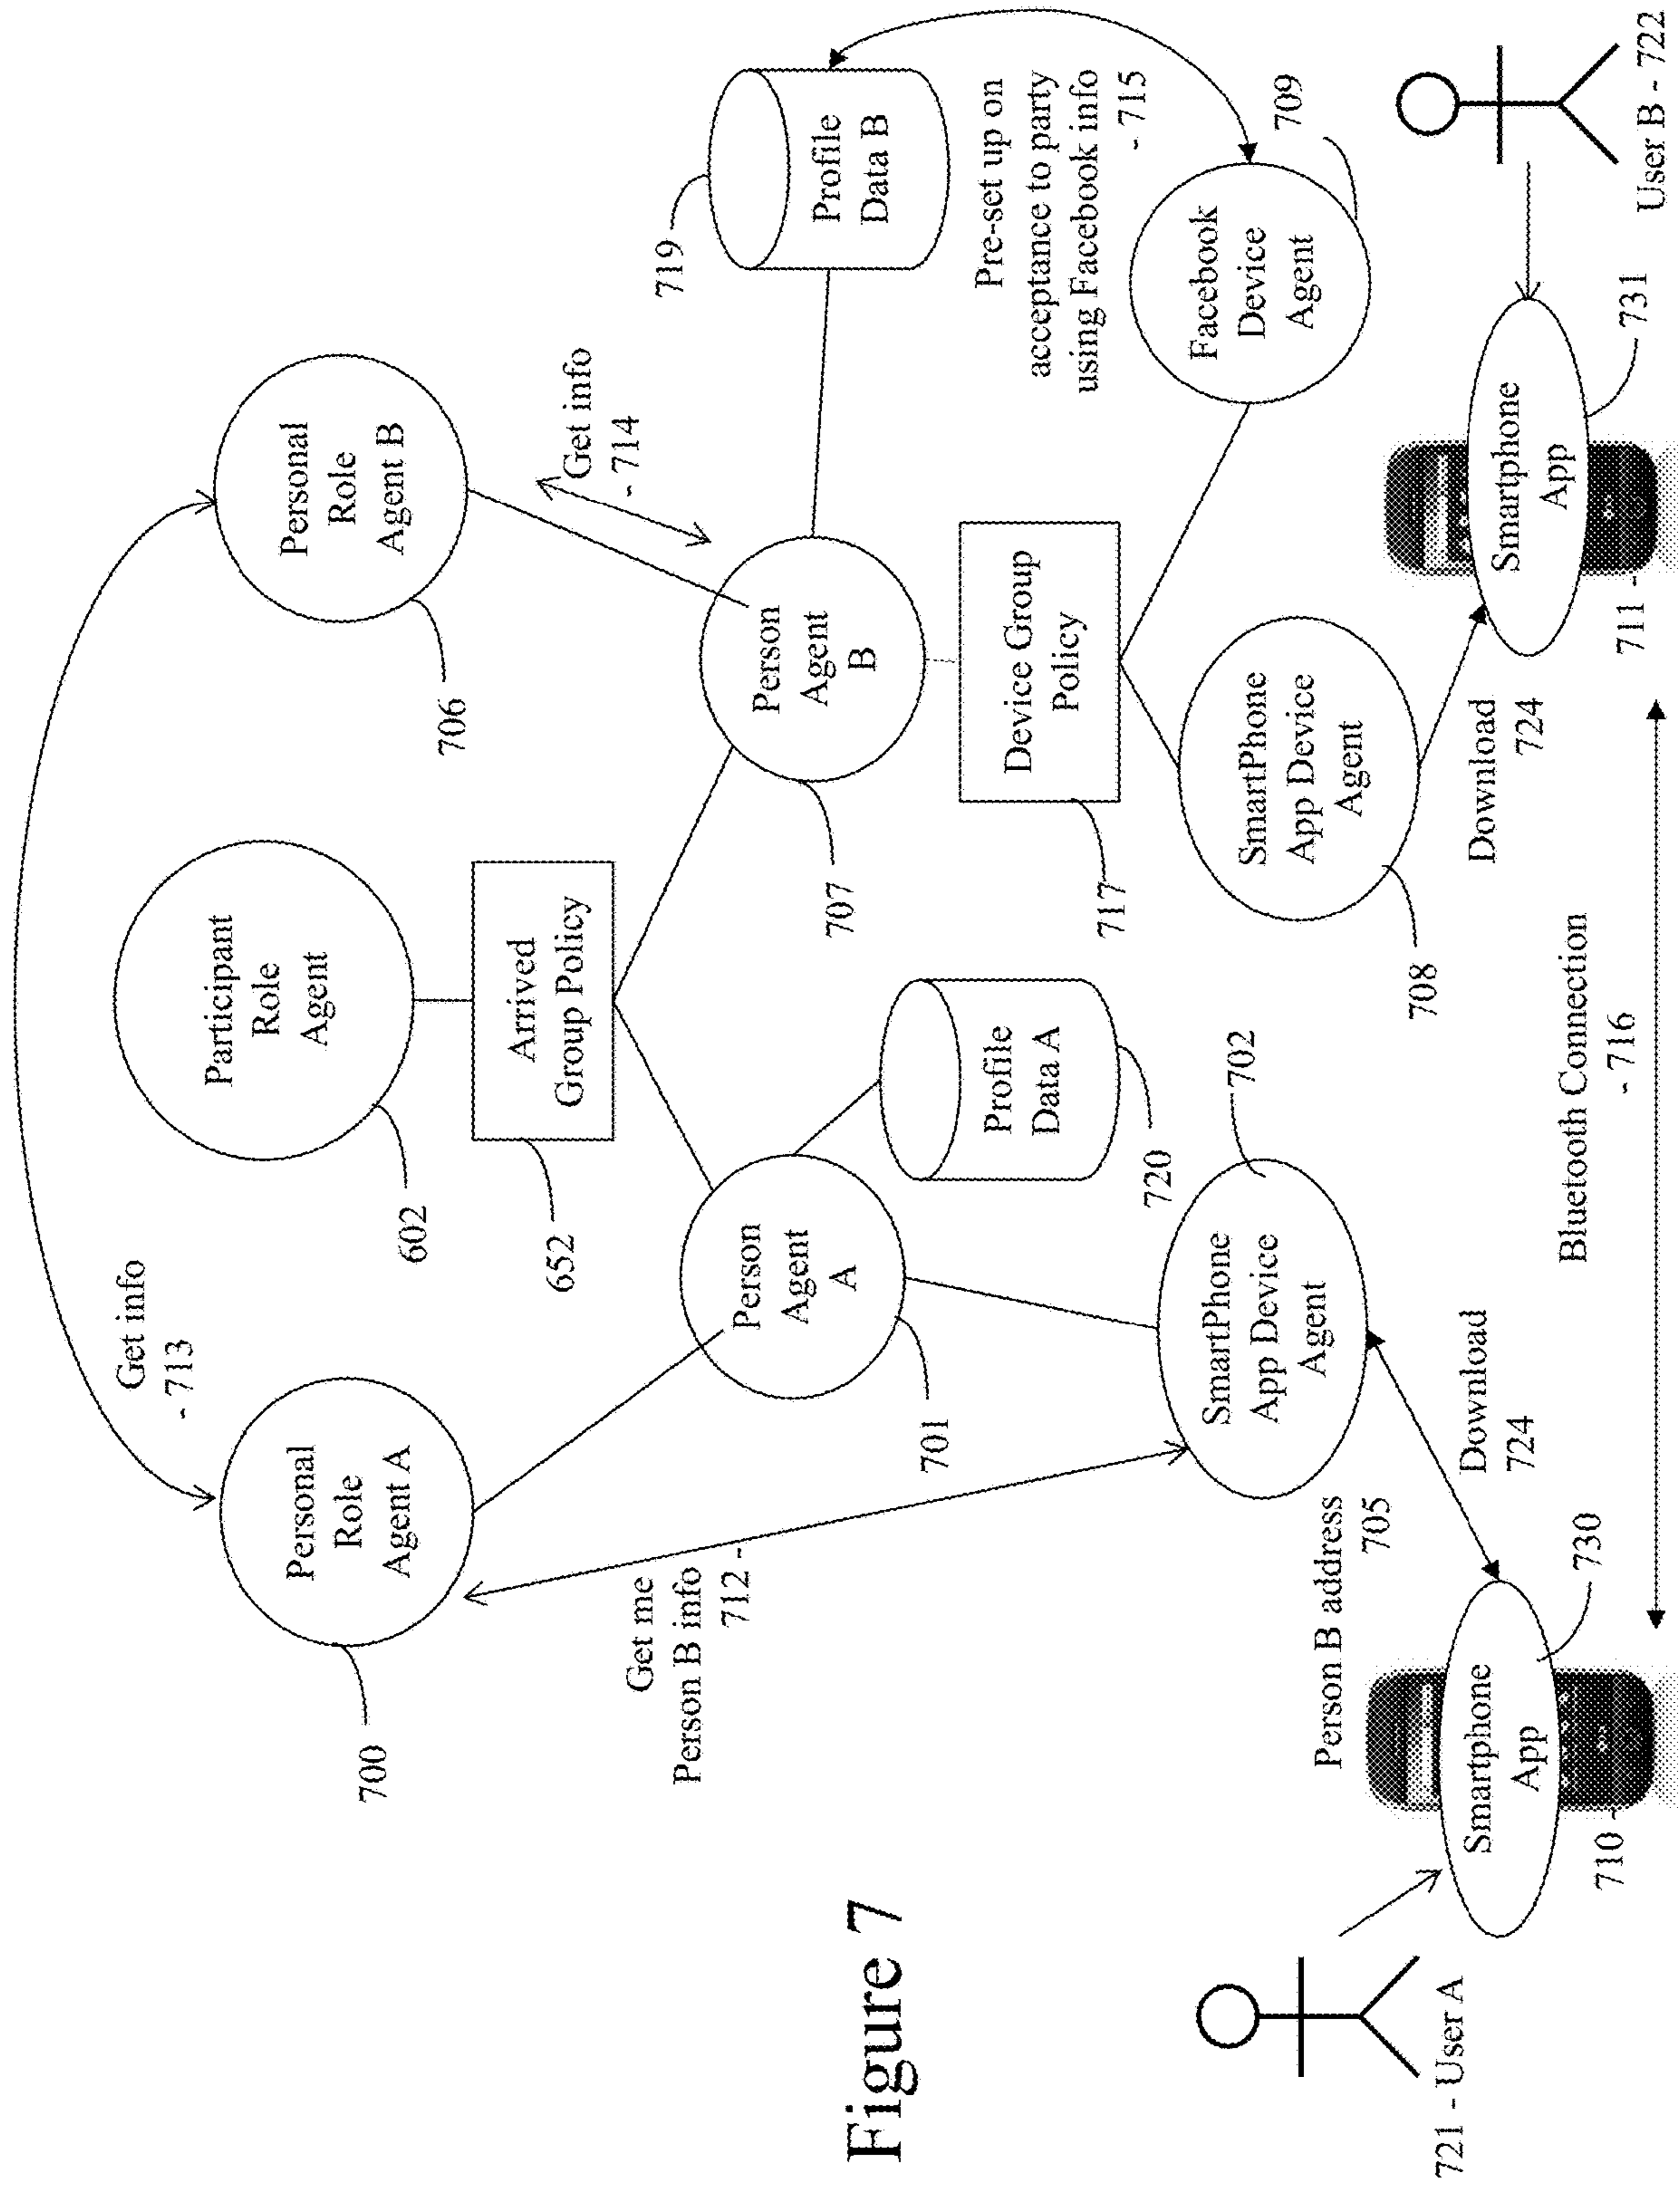 Get info
- 713
Personal
Role
Agent A
700
Participant
Role
Agent
602
Personal
Role
Agent B
706
Arrived
Group Policy
652
Get info
- 714
719
Profile
Data B
Get me
Person B info
712 -
Person
Agent
A
701
Person
Agent
B
707
Profile
Data A
720
Device Group
Policy
717
Pre-set up on
acceptance to party
using Facebook info
- 715
709
Facebook
Device
Agent
SmartPhone
App Device
Agent
702
SmartPhone
App Device
Agent
708
Person B address
705
Download
724
Download
724
Smartphone
App
730
710 -
Smartphone
App
731
711 -
Bluetooth Connection
- 716
721 - User A
User B - 722
Figure 7